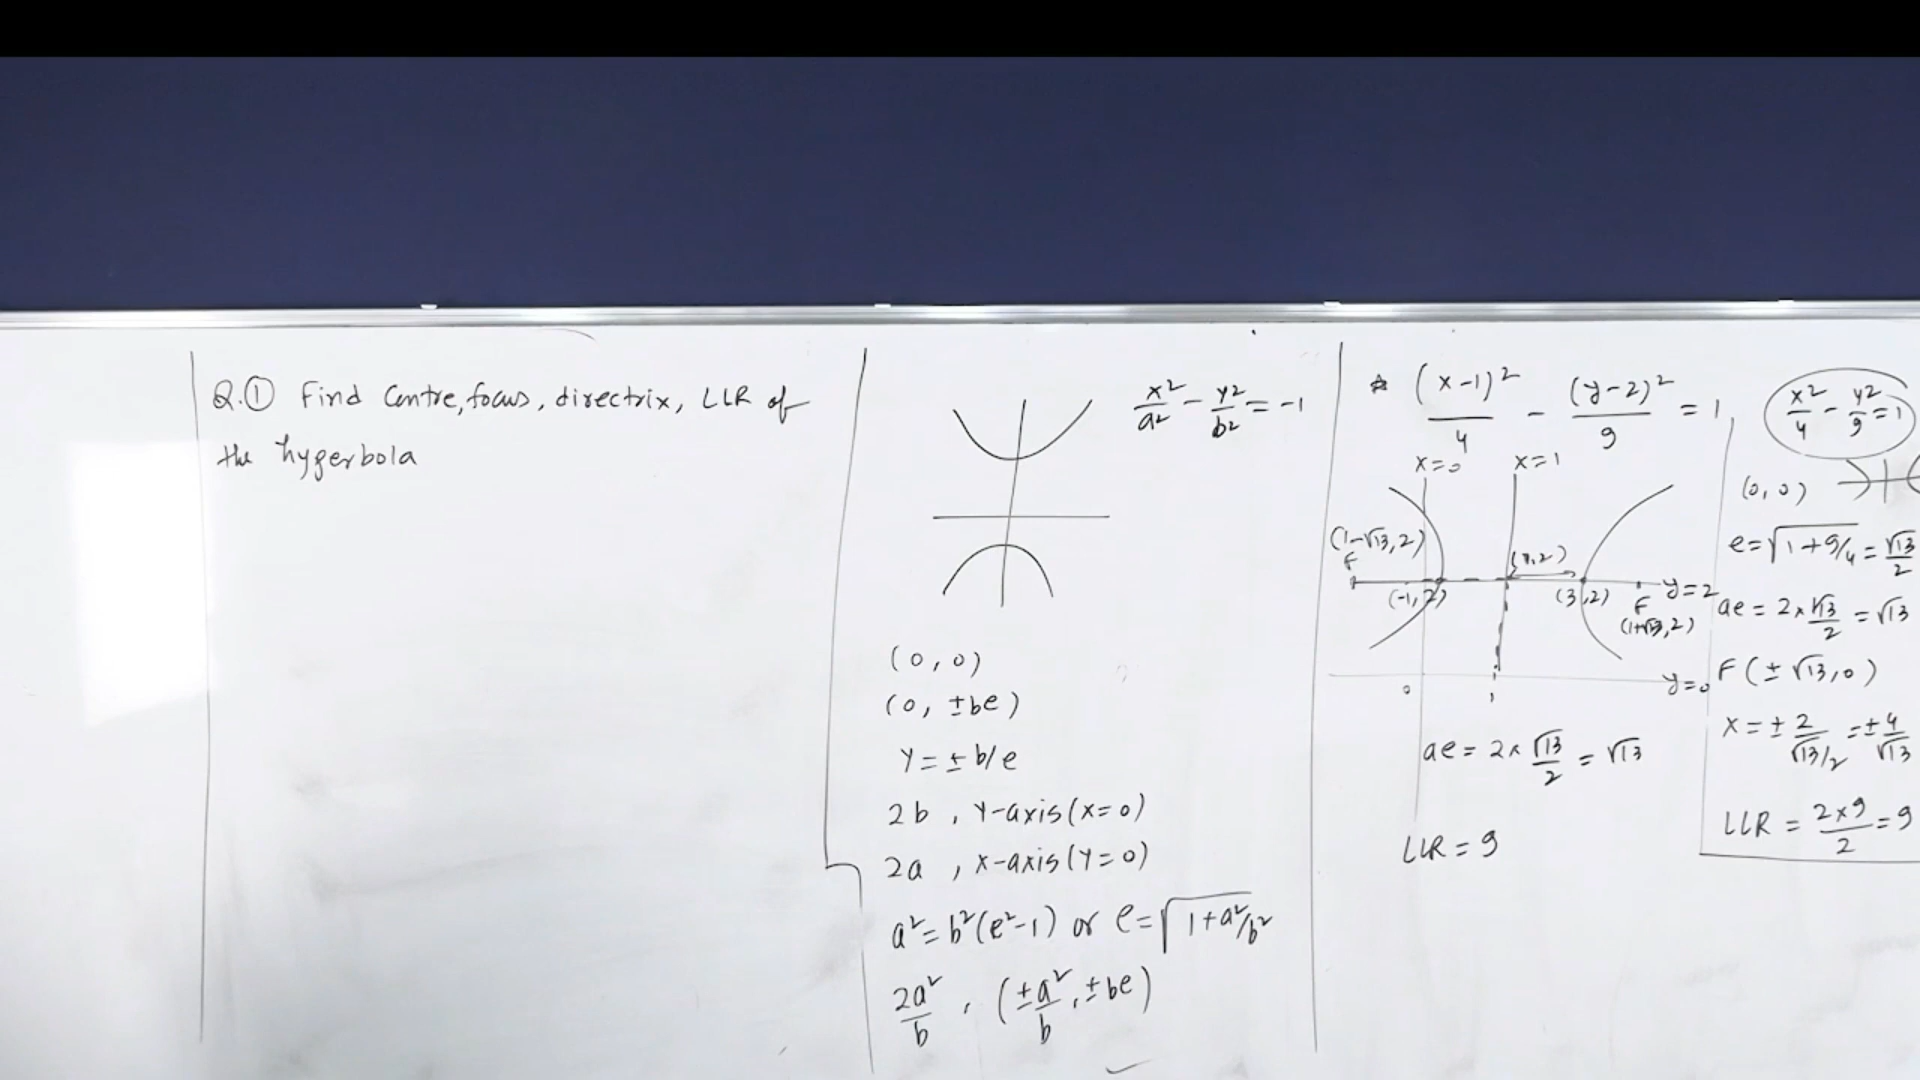 Q.① Find Centre, focus, directrix, LLR of
the hyperbola
x²/a² - y²/b² = -1
(0, 0)
(0, ±be)
y = ± b/e
2b , Y-axis (x=0)
2a , x-axis (Y=0)
a² = b²(e²-1) or e = √(1+a²/b²)
2a²/b , (±a²/b, ±be)
☆ (x-1)²/4 - (y-2)²/9 = 1
x=0 x=1
(1-√13, 2)
F
(1,2)
(-1, 2) (3,2) F y=2
(1+√13, 2)
0 1 y=0
ae = 2 × √13/2 = √13
LLR = 9
x²/4 - y²/9 = 1
(0, 0)
e = √(1+9/4) = √13/2
ae = 2 × √13/2 = √13
F (± √13, 0)
x = ± 2/(√13/2) = ± 4/√13
LLR = (2×9)/2 = 9